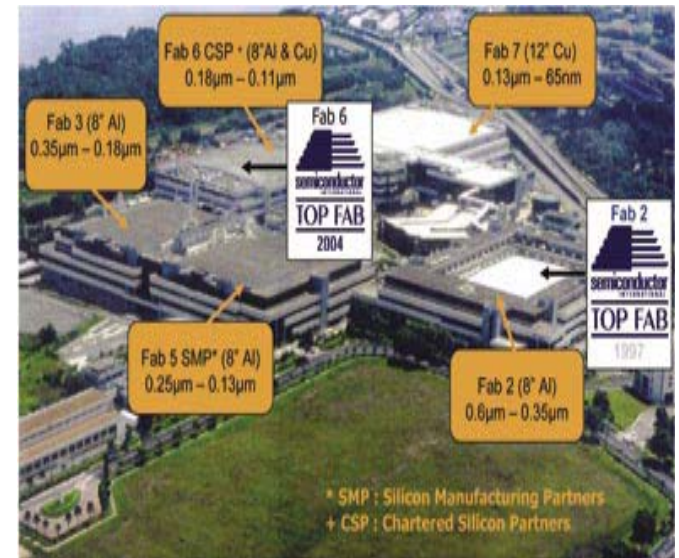 Fab 6 CSP + (8"Al & Cu)
0.18µm – 0.11µm
Fab 7 (12" Cu)
0.13µm – 65nm
Fab 3 (8" Al)
0.35µm – 0.18µm
Fab 6
semiconductor
TOP FAB
2004
Fab 2
semiconductor
INTERNATIONAL
TOP FAB
1997
Fab 5 SMP* (8" Al)
0.25µm – 0.13µm
Fab 2 (8" Al)
0.6µm – 0.35µm
* SMP : Silicon Manufacturing Partners
+ CSP : Chartered Silicon Partners